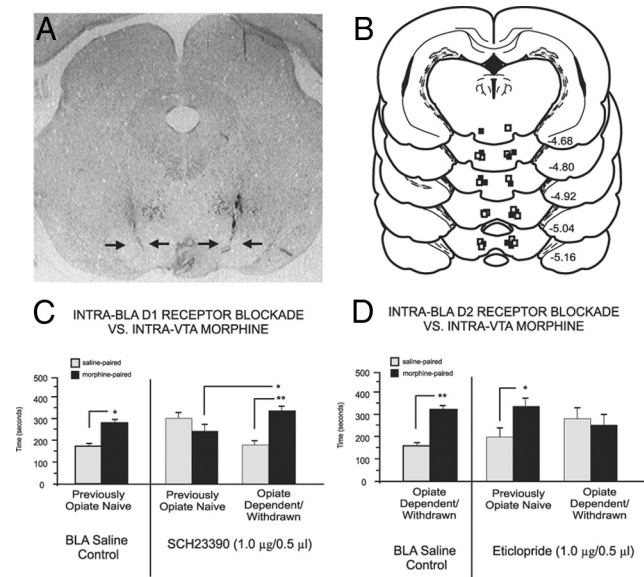 A
B
-4.68
-4.80
-4.92
-5.04
-5.16
C
INTRA-BLA D1 RECEPTOR BLOCKADE
VS. INTRA-VTA MORPHINE
saline-paired
morphine-paired
Time (seconds)
500
400
300
200
100
0
*
*
**
Previously
Opiate Naive
Previously
Opiate Naive
Opiate
Dependent/
Withdrawn
BLA Saline
Control
SCH23390 (1.0 µg/0.5 µl)
D
INTRA-BLA D2 RECEPTOR BLOCKADE
VS. INTRA-VTA MORPHINE
saline-paired
morphine-paired
Time (seconds)
500
400
300
200
100
0
**
*
Opiate
Dependent/
Withdrawn
Previously
Opiate Naive
Opiate
Dependent/
Withdrawn
BLA Saline
Control
Eticlopride (1.0 µg/0.5 µl)